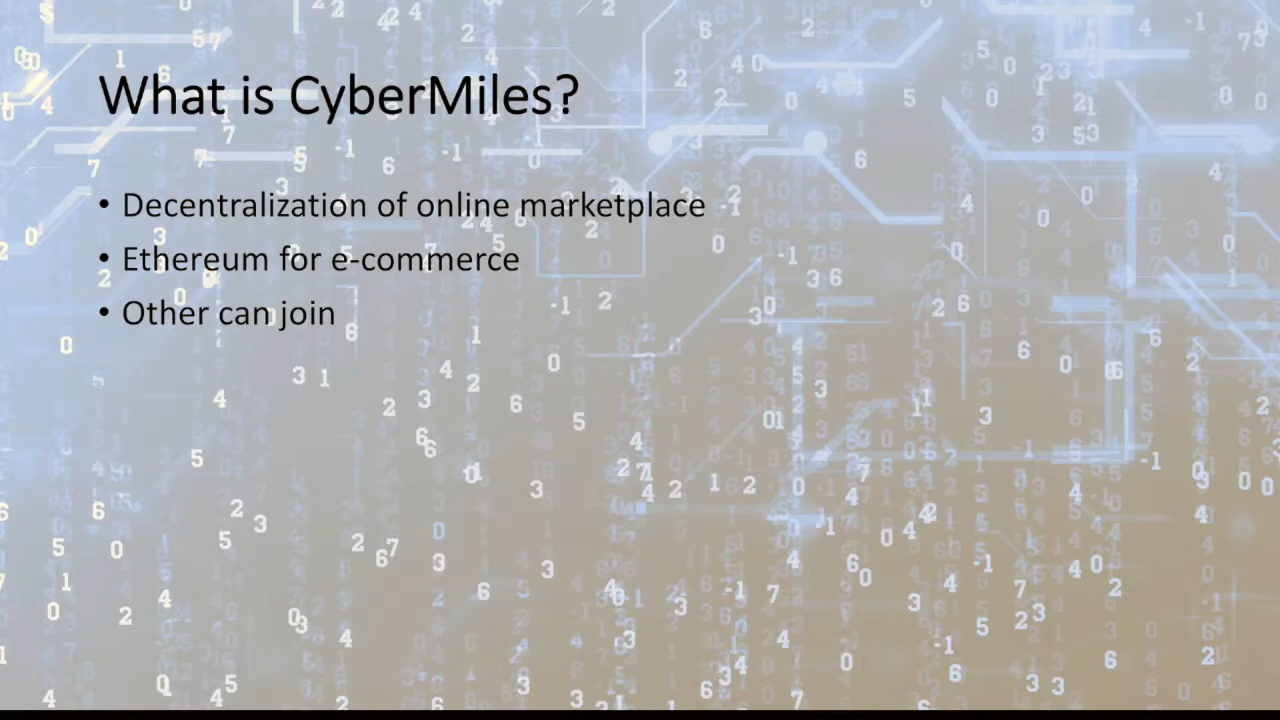 What is CyberMiles?
• Decentralization of online marketplace
• Ethereum for e-commerce
• Other can join